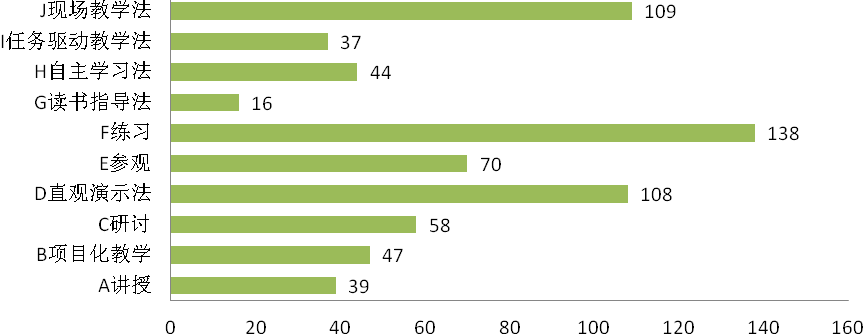 J现场教学法 109
I任务驱动教学法 37
H自主学习法 44
G读书指导法 16
F练习 138
E参观 70
D直观演示法 108
C研讨 58
B项目化教学 47
A讲授 39
0 20 40 60 80 100 120 140 160